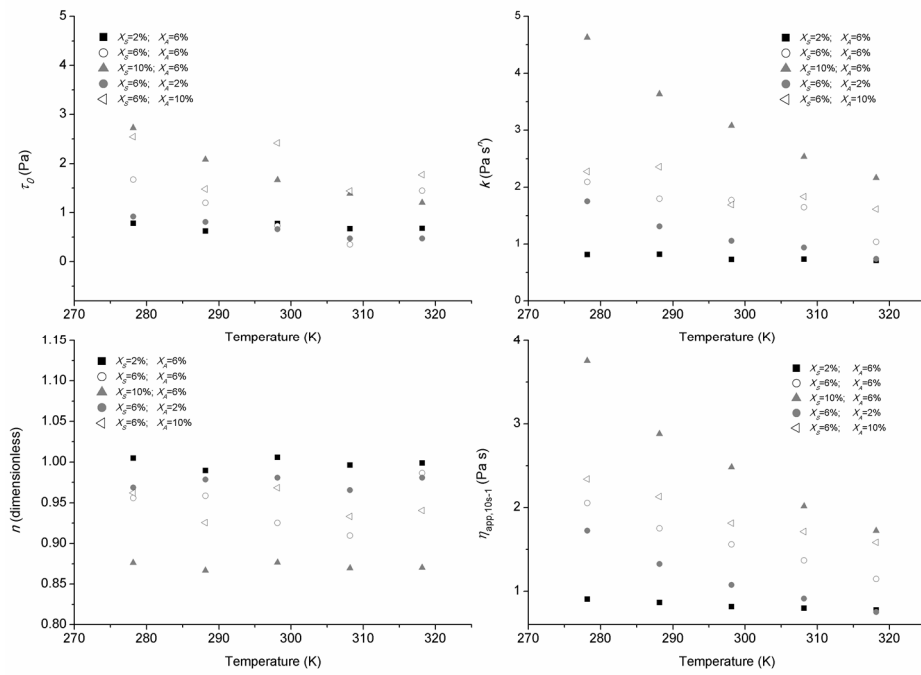 5
4
3
2
1
0
τ0 (Pa)
XS=2%; XA=6%
XS=6%; XA=6%
XS=10%; XA=6%
XS=6%; XA=2%
XS=6%; XA=10%
270 280 290 300 310 320
Temperature (K)
5
4
3
2
1
0
k (Pa sn)
XS=2%; XA=6%
XS=6%; XA=6%
XS=10%; XA=6%
XS=6%; XA=2%
XS=6%; XA=10%
270 280 290 300 310 320
Temperature (K)
1.15
1.10
1.05
1.00
0.95
0.90
0.85
0.80
n (dimensionless)
XS=2%; XA=6%
XS=6%; XA=6%
XS=10%; XA=6%
XS=6%; XA=2%
XS=6%; XA=10%
270 280 290 300 310 320
Temperature (K)
4
3
2
1
ηapp,10s-1 (Pa s)
XS=2%; XA=6%
XS=6%; XA=6%
XS=10%; XA=6%
XS=6%; XA=2%
XS=6%; XA=10%
270 280 290 300 310 320
Temperature (K)